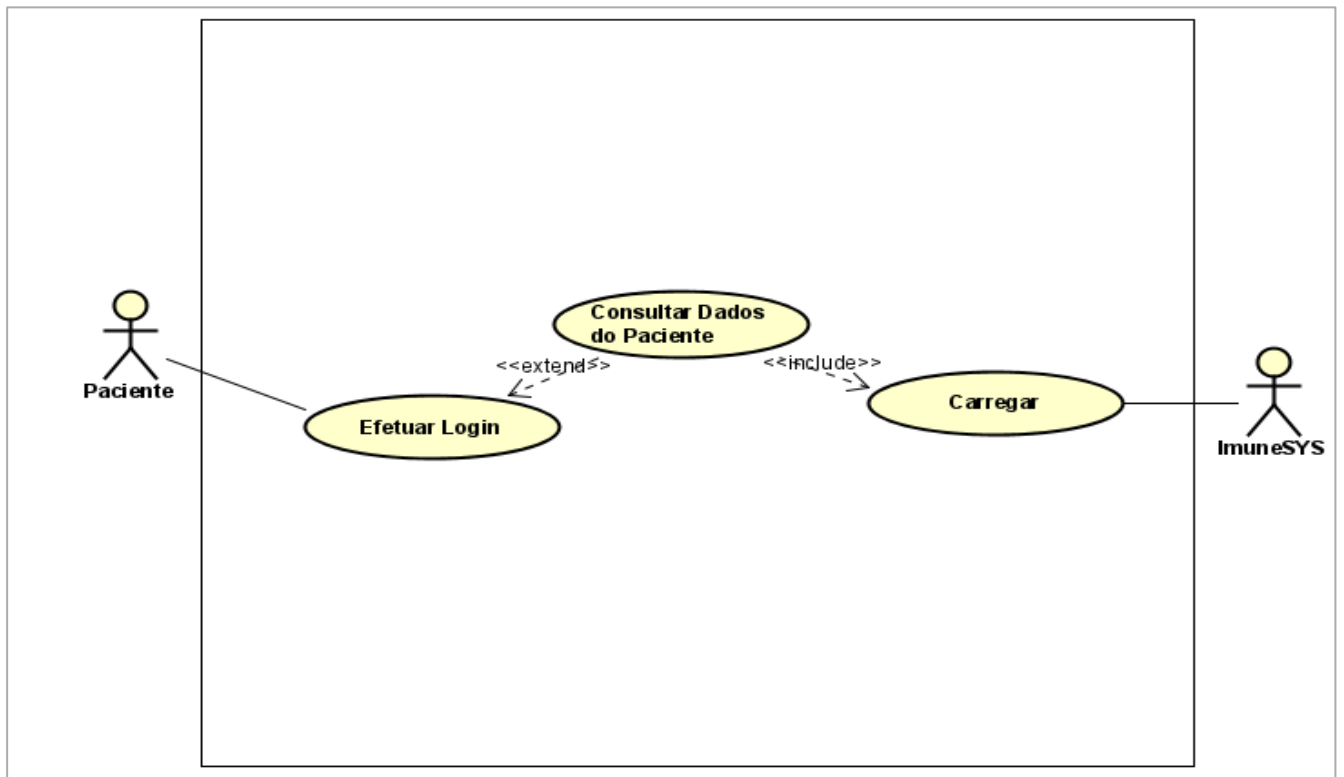 Consultar Dados
do Paciente
<<extend>>
<<include>>
Paciente
Carregar
Efetuar Login
ImuneSYS